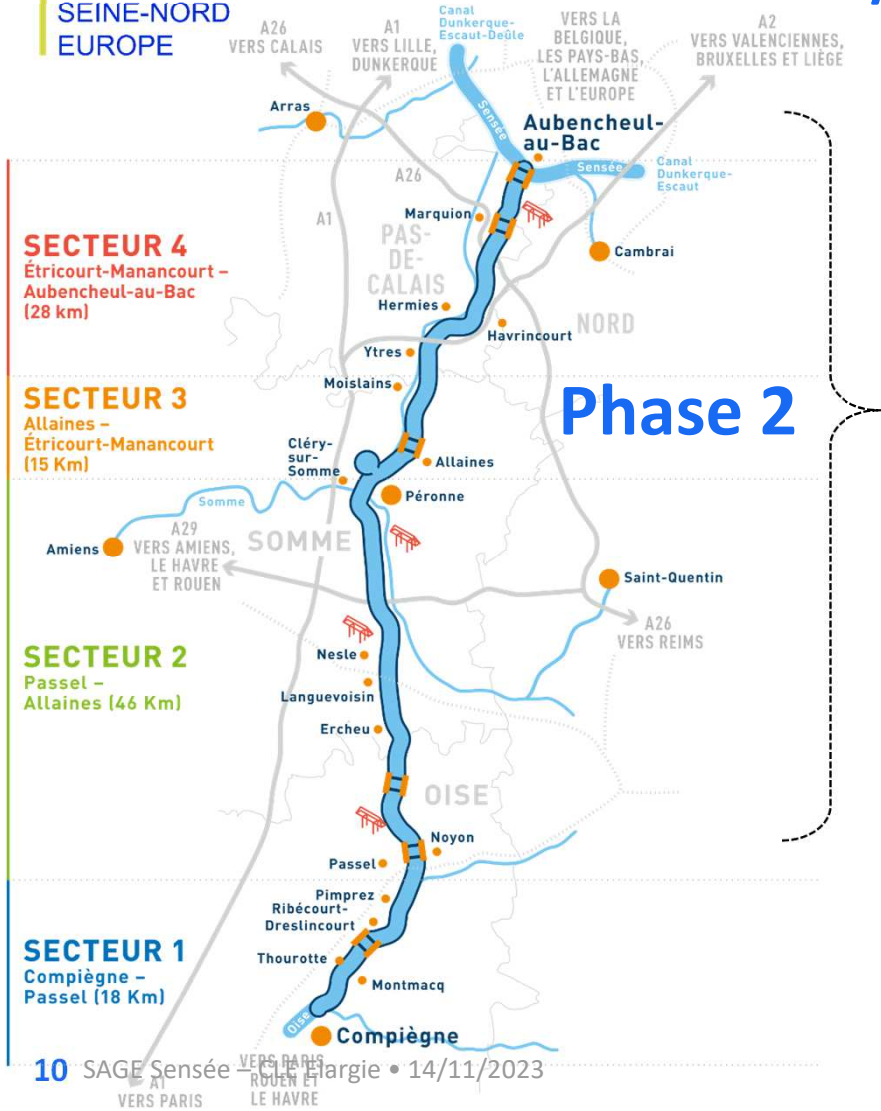 SEINE-NORD
EUROPE
A26
VERS CALAIS
A1
VERS LILLE,
DUNKERQUE
Canal
Dunkerque-
Escaut-Deûle
VERS LA
BELGIQUE,
LES PAYS-BAS,
L'ALLEMAGNE
ET L'EUROPE
A2
VERS VALENCIENNES,
BRUXELLES ET LIÈGE
Arras
Sensée
Aubencheul-
au-Bac
Sensée
Canal
Dunkerque-
Escaut
A26
A1
Marquion
PAS-
DE-
CALAIS
Cambrai
SECTEUR 4
Étricourt-Manancourt –
Aubencheul-au-Bac
(28 km)
Hermies
NORD
Havrincourt
Ytres
Moislains
SECTEUR 3
Allaines –
Étricourt-Manancourt
(15 Km)
Phase 2
Cléry-
sur-
Somme
Allaines
Péronne
Somme
Amiens
A29
VERS AMIENS,
LE HAVRE
ET ROUEN
SOMME
Saint-Quentin
A26
VERS REIMS
SECTEUR 2
Passel –
Allaines (46 Km)
Nesle
Languevoisin
Ercheu
OISE
Noyon
Passel
Pimprez
Ribécourt-
Dreslincourt
SECTEUR 1
Compiègne –
Passel (18 Km)
Thourotte
Montmacq
Oise
Compiègne
VERS PARIS
ROUEN ET
LE HAVRE
10 SAGE Sensée – CLE Elargie • 14/11/2023
A1
VERS PARIS